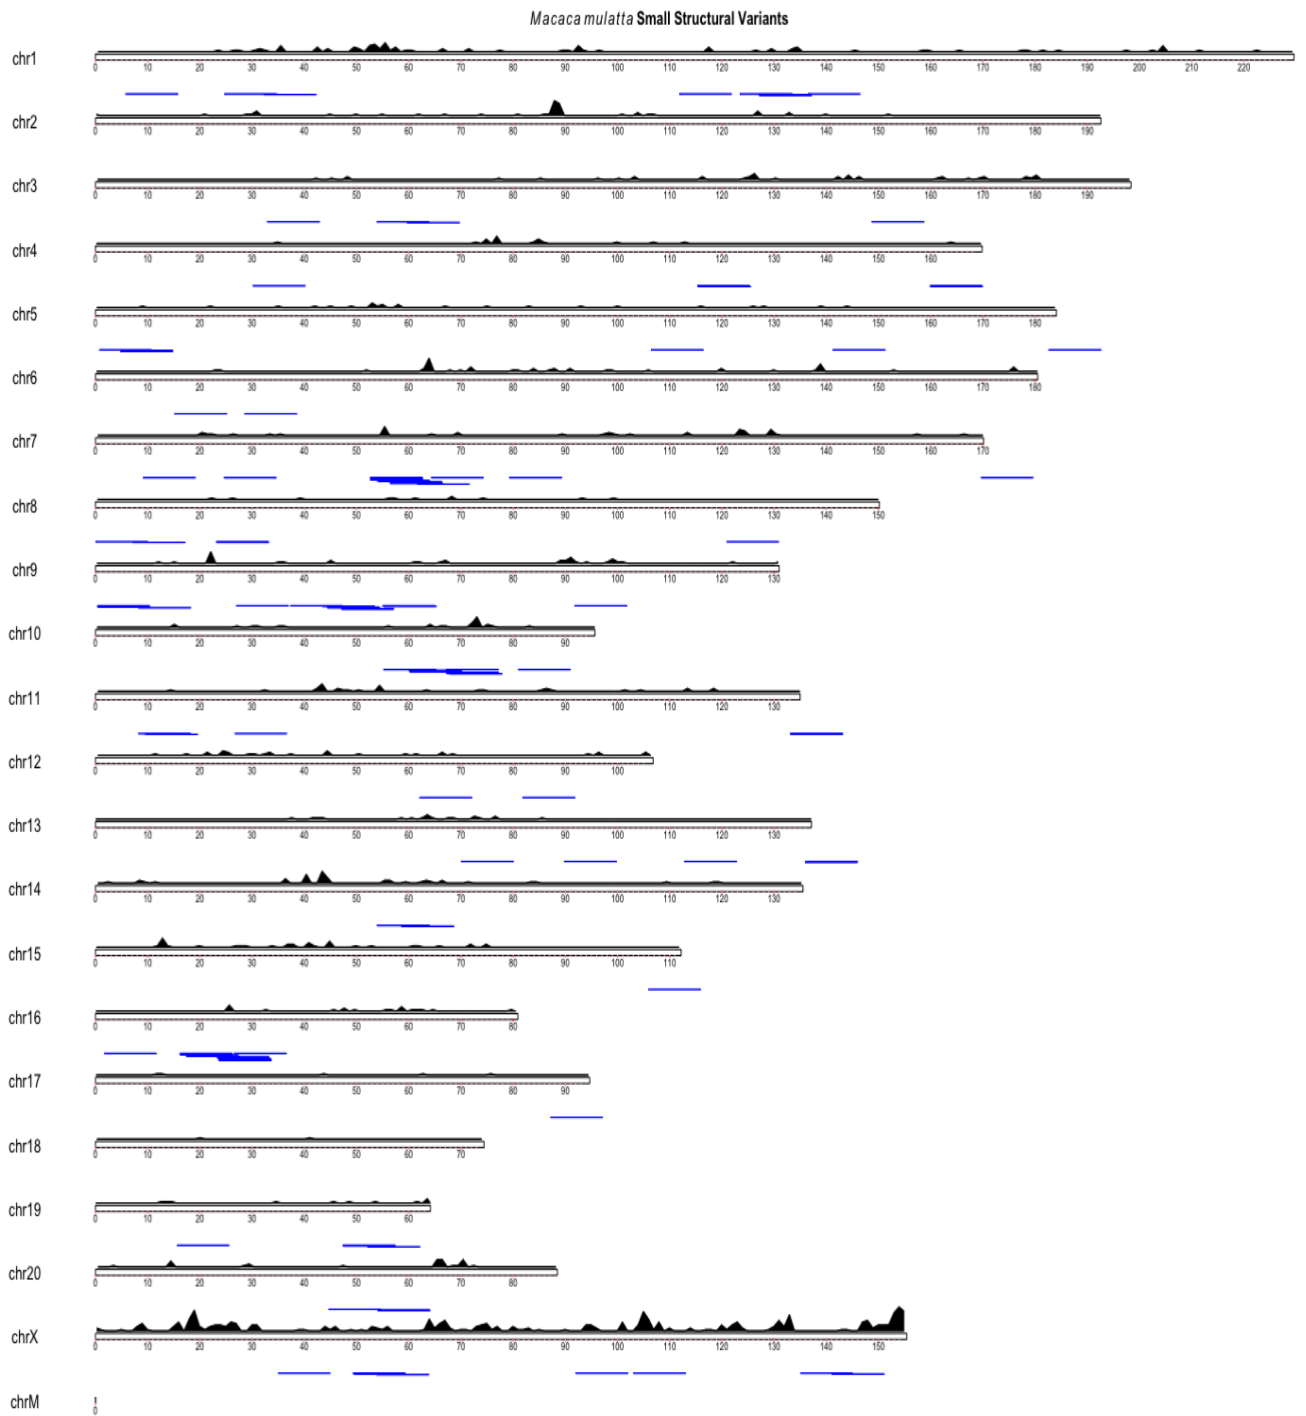 Macaca mulatta Small Structural Variants
chr1
0 10 20 30 40 50 60 70 80 90 100 110 120 130 140 150 160 170 180 190 200 210 220
chr2
0 10 20 30 40 50 60 70 80 90 100 110 120 130 140 150 160 170 180 190
chr3
0 10 20 30 40 50 60 70 80 90 100 110 120 130 140 150 160 170 180 190
chr4
0 10 20 30 40 50 60 70 80 90 100 110 120 130 140 150 160
chr5
0 10 20 30 40 50 60 70 80 90 100 110 120 130 140 150 160 170 180
chr6
0 10 20 30 40 50 60 70 80 90 100 110 120 130 140 150 160 170 180
chr7
0 10 20 30 40 50 60 70 80 90 100 110 120 130 140 150 160 170
chr8
0 10 20 30 40 50 60 70 80 90 100 110 120 130 140 150
chr9
0 10 20 30 40 50 60 70 80 90 100 110 120 130
chr10
0 10 20 30 40 50 60 70 80 90
chr11
0 10 20 30 40 50 60 70 80 90 100 110 120 130
chr12
0 10 20 30 40 50 60 70 80 90 100
chr13
0 10 20 30 40 50 60 70 80 90 100 110 120 130
chr14
0 10 20 30 40 50 60 70 80 90 100 110 120 130
chr15
0 10 20 30 40 50 60 70 80 90 100 110
chr16
0 10 20 30 40 50 60 70 80
chr17
0 10 20 30 40 50 60 70 80 90
chr18
0 10 20 30 40 50 60 70
chr19
0 10 20 30 40 50 60
chr20
0 10 20 30 40 50 60 70 80
chrX
0 10 20 30 40 50 60 70 80 90 100 110 120 130 140 150
chrM
0